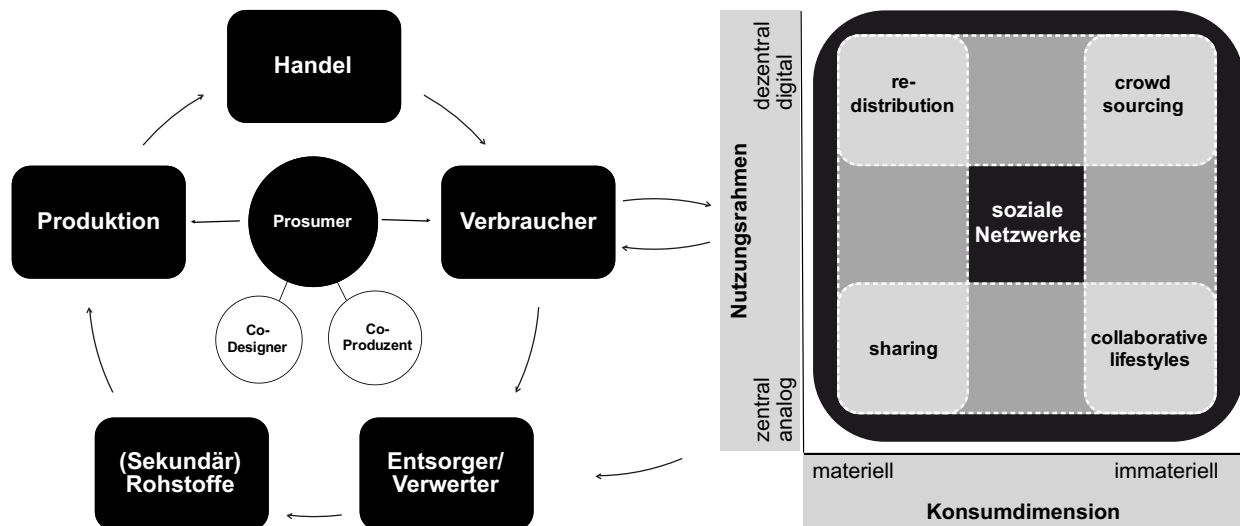 Handel
Produktion
Prosumer
Verbraucher
Co-
Designer
Co-
Produzent
(Sekundär)
Rohstoffe
Entsorger/
Verwerter
Nutzungsrahmen
dezentral
digital
zentral
analog
re-
distribution
crowd
sourcing
soziale
Netzwerke
sharing
collaborative
lifestyles
materiell
immateriell
Konsumdimension